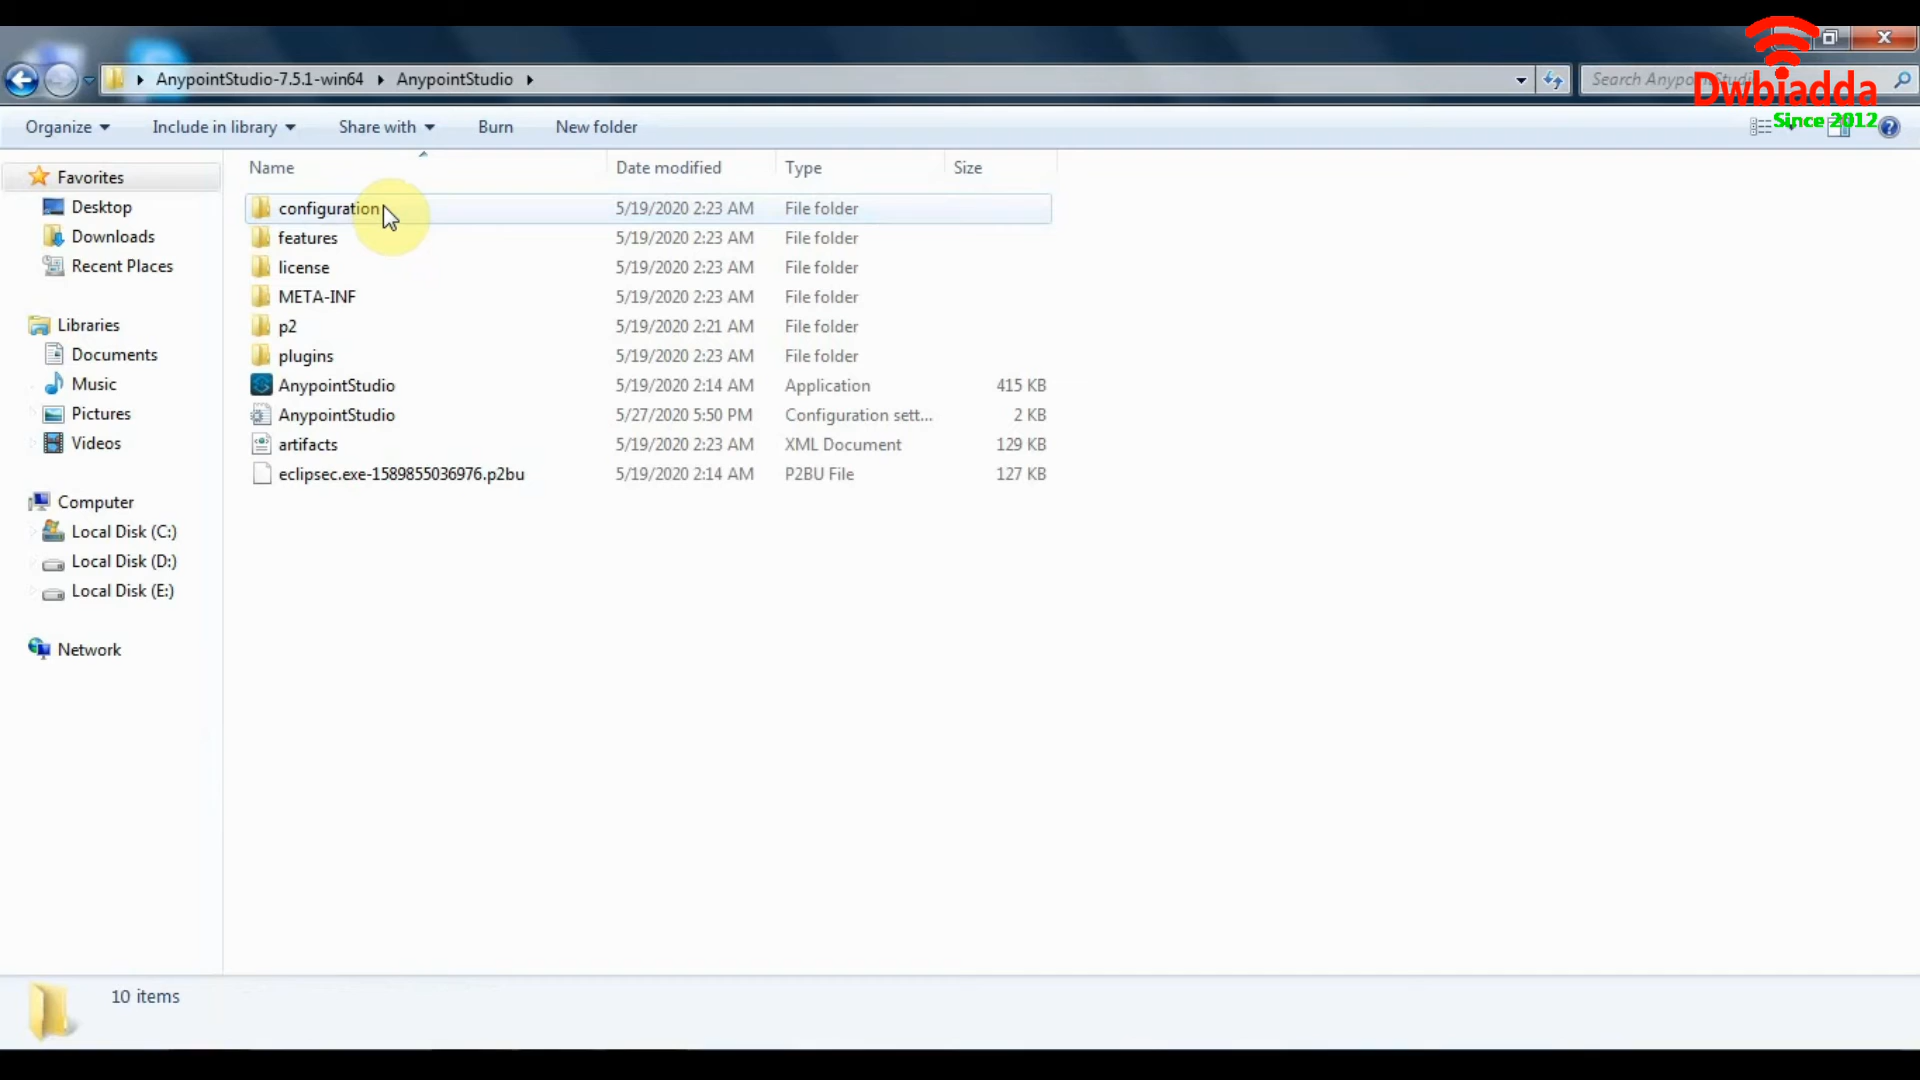 AnypointStudio-7.5.1-win64 AnypointStudio
Dwbiadda
Since 2012
Organize Include in library Share with Burn New folder
Name Date modified Type Size
configuration 5/19/2020 2:23 AM File folder
features 5/19/2020 2:23 AM File folder
license 5/19/2020 2:23 AM File folder
META-INF 5/19/2020 2:23 AM File folder
p2 5/19/2020 2:21 AM File folder
plugins 5/19/2020 2:23 AM File folder
AnypointStudio 5/19/2020 2:14 AM Application 415 KB
AnypointStudio 5/27/2020 5:50 PM Configuration sett... 2 KB
artifacts 5/19/2020 2:23 AM XML Document 129 KB
eclipsec.exe-1589855036976.p2bu 5/19/2020 2:14 AM P2BU File 127 KB
Favorites
Desktop
Downloads
Recent Places
Libraries
Documents
Music
Pictures
Videos
Computer
Local Disk (C:)
Local Disk (D:)
Local Disk (E:)
Network
10 items
Search